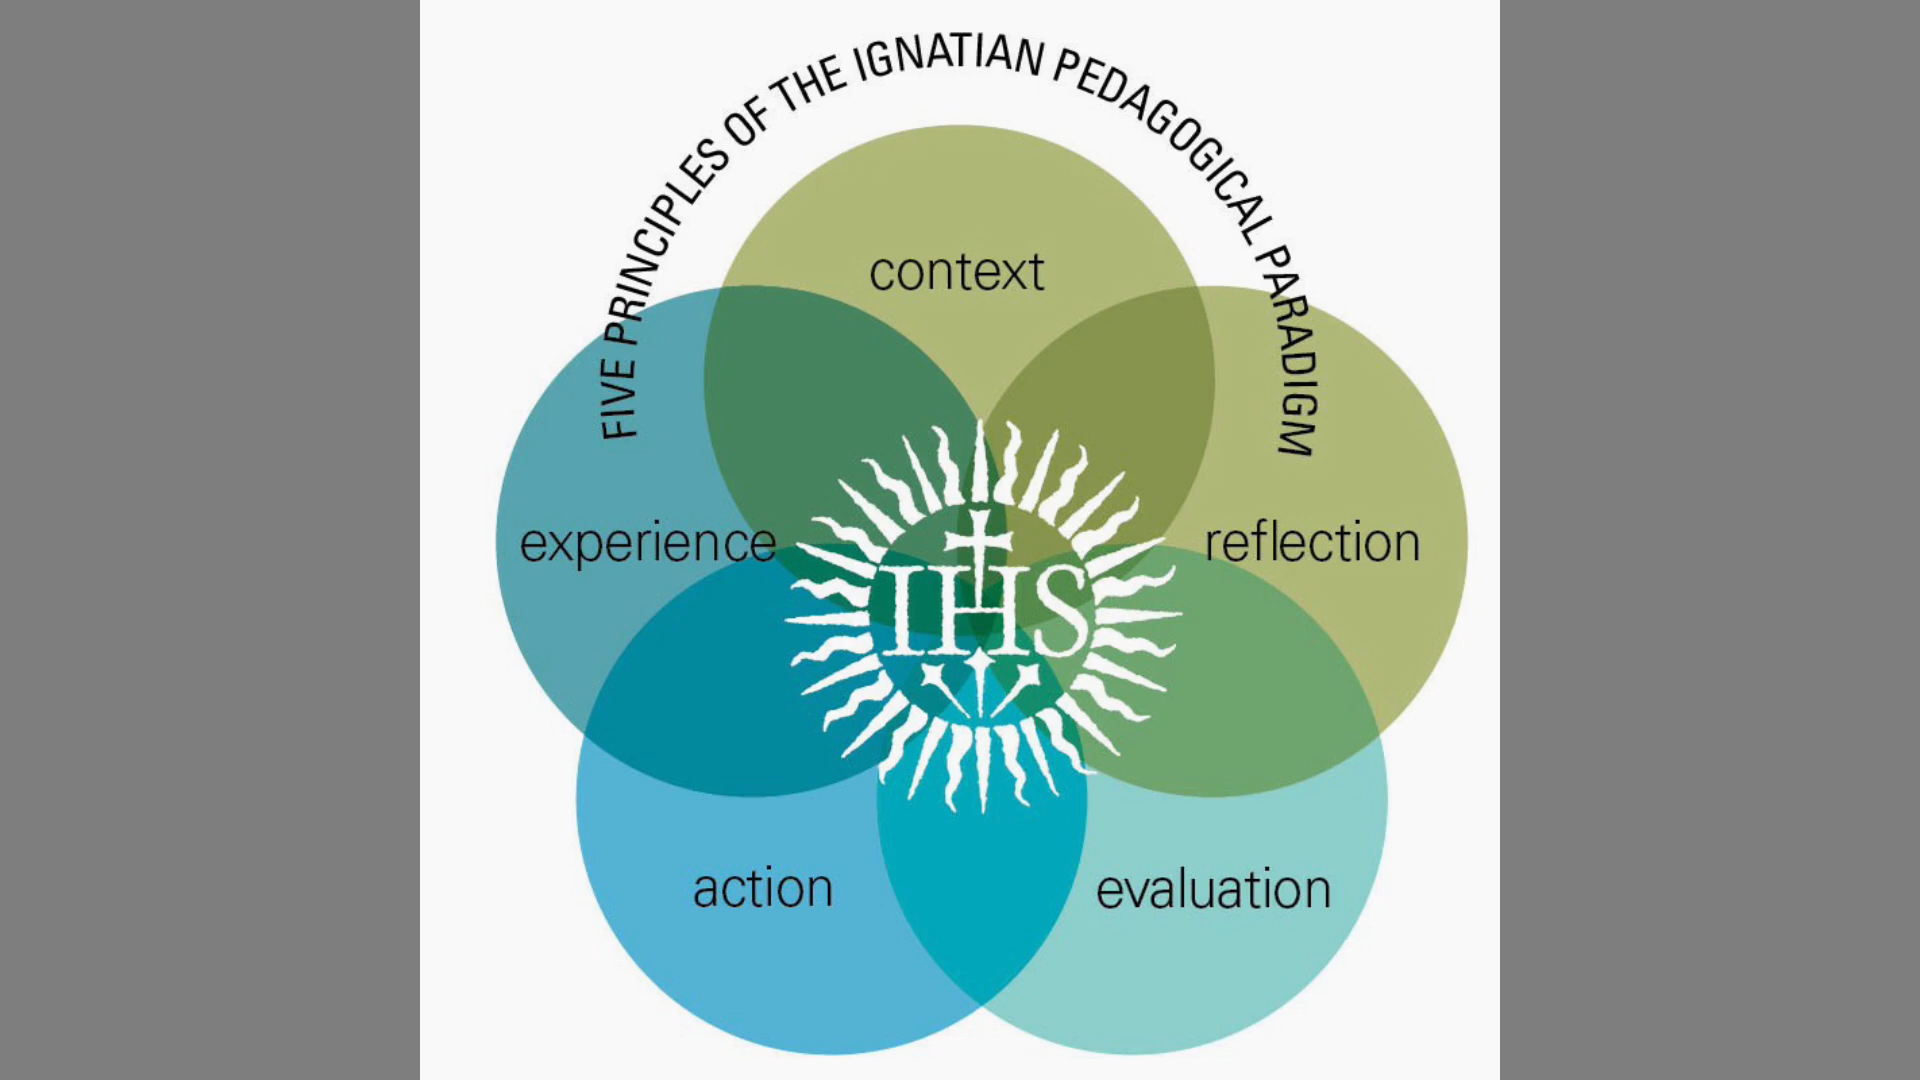 FIVE PRINCIPLES OF THE IGNATIAN PEDAGOGICAL PARADIGM
context
experience
reflection
IHS
action
evaluation